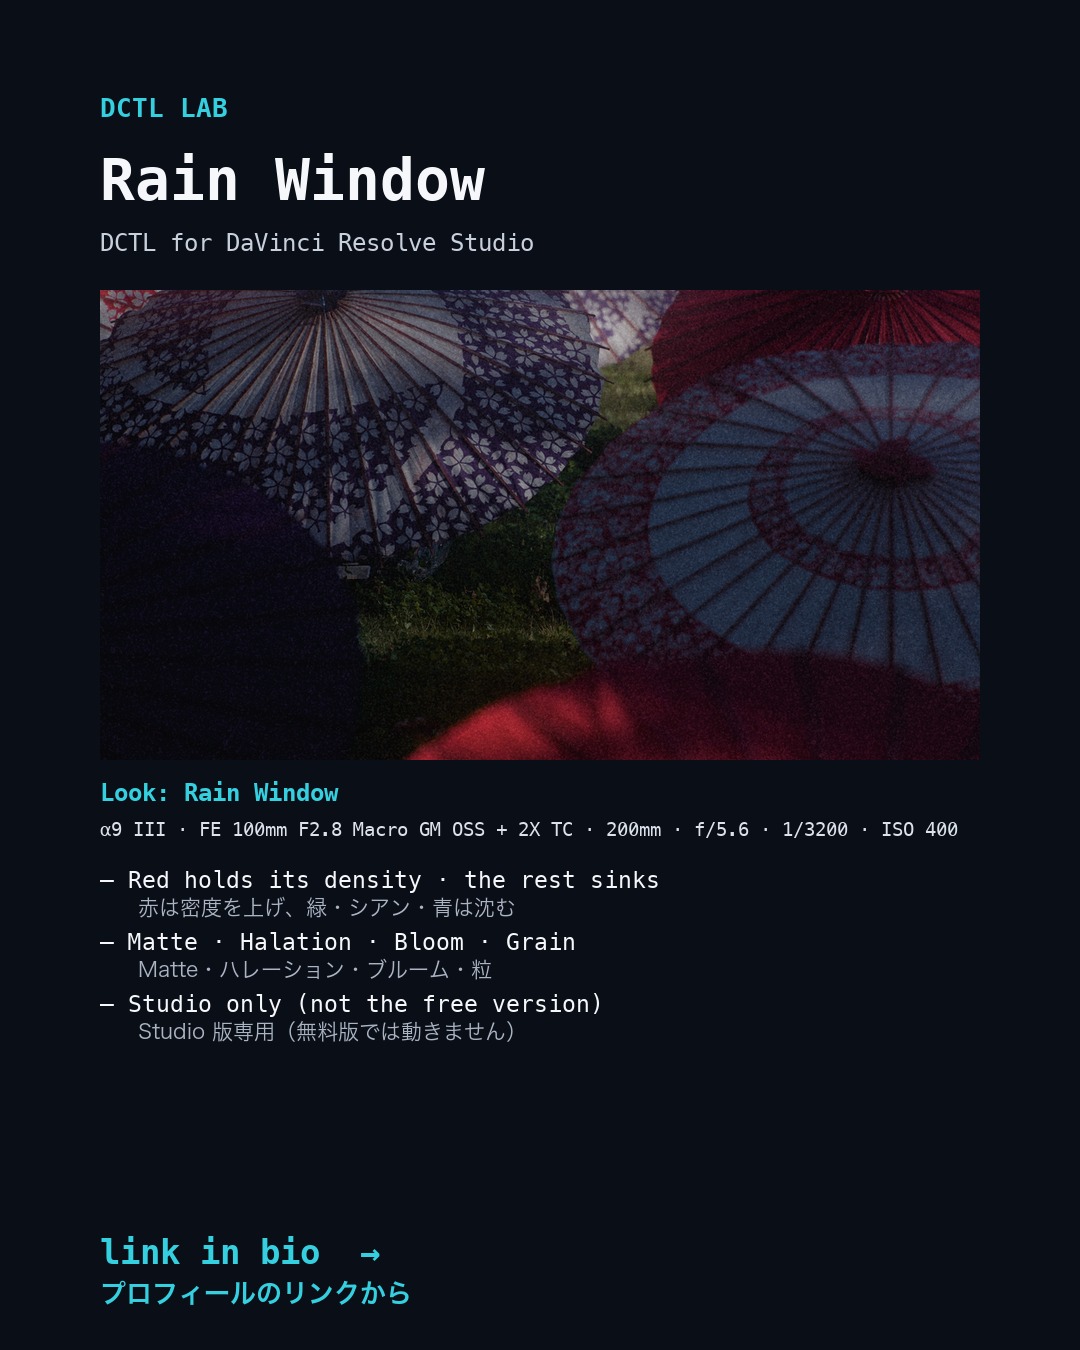 DCTL LAB
Rain Window
DCTL for DaVinci Resolve Studio
Look: Rain Window
α9 III · FE 100mm F2.8 Macro GM OSS + 2X TC · 200mm · f/5.6 · 1/3200 · ISO 400
— Red holds its density · the rest sinks
赤は密度を上げ、緑・シアン・青は沈む
— Matte · Halation · Bloom · Grain
Matte・ハレーション・ブルーム・粒
— Studio only (not the free version)
Studio 版専用（無料版では動きません）
link in bio →
プロフィールのリンクから